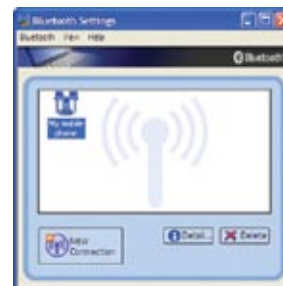 Bluetooth Settings
Bluetooth View Help
Bluetooth
My mobile
phone
New
Connection
Detail... Delete